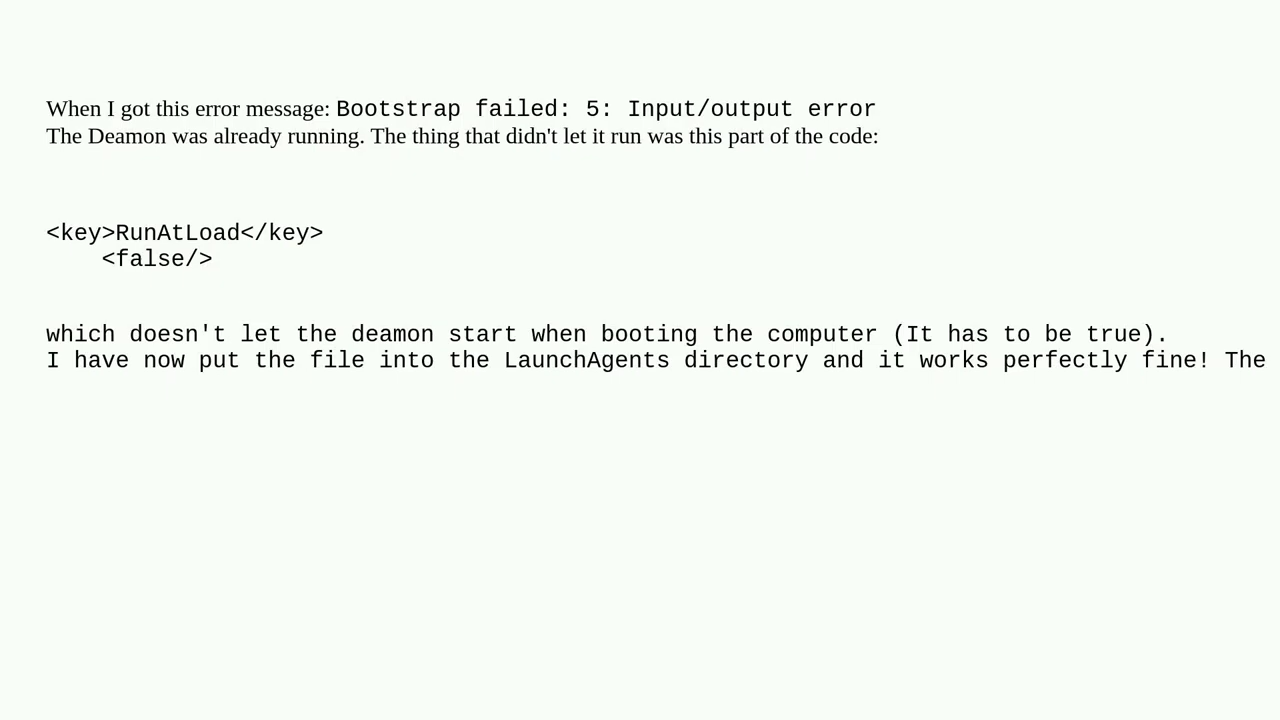 When I got this error message: Bootstrap failed: 5: Input/output error
The Deamon was already running. The thing that didn't let it run was this part of the code:
<key>RunAtLoad</key>
    <false/>
which doesn't let the deamon start when booting the computer (It has to be true).
I have now put the file into the LaunchAgents directory and it works perfectly fine! The